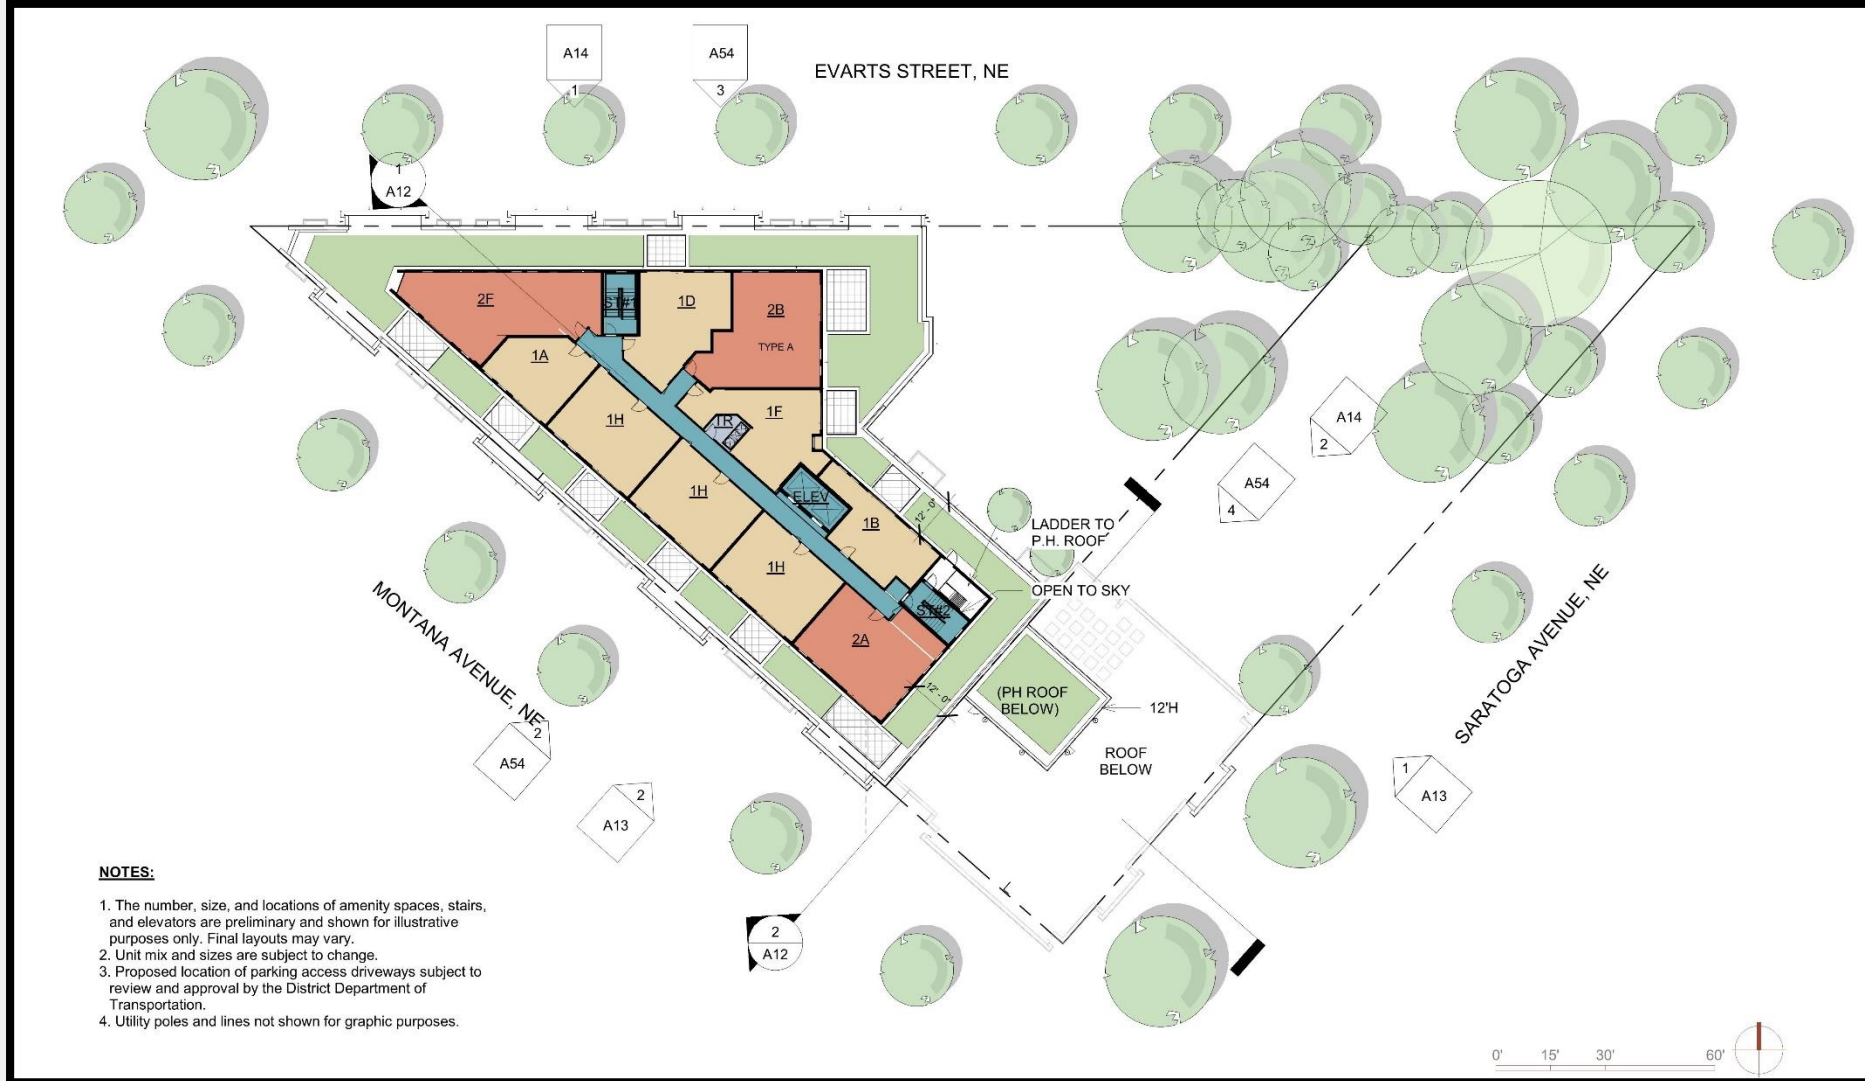 A14
1
A54
3
EVARTS STREET, NE
1
A12
2F
ST#1
1D
2B
TYPE A
1A
1H
1F
TR
1H
ELEV
1B
12'-0"
1H
LADDER TO
P.H. ROOF
OPEN TO SKY
ST#2
2A
12'-0"
(PH ROOF
BELOW)
12'H
ROOF
BELOW
A14
2
A54
4
MONTANA AVENUE, NE
SARATOGA AVENUE, NE
2
A54
2
A13
1
A13
2
A12
NOTES:
1. The number, size, and locations of amenity spaces, stairs,
and elevators are preliminary and shown for illustrative
purposes only. Final layouts may vary.
2. Unit mix and sizes are subject to change.
3. Proposed location of parking access driveways subject to
review and approval by the District Department of
Transportation.
4. Utility poles and lines not shown for graphic purposes.
0' 15' 30' 60'